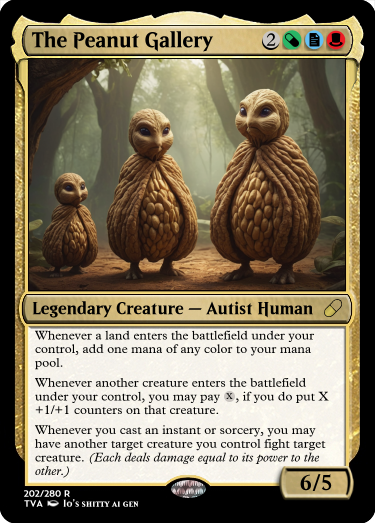 The Peanut Gallery 2
Legendary Creature — Autist Human
Whenever a land enters the battlefield under your
control, add one mana of any color to your mana
pool.
Whenever another creature enters the battlefield
under your control, you may pay X, if you do put X
+1/+1 counters on that creature.
Whenever you cast an instant or sorcery, you may
have another target creature you control fight target
creature. (Each deals damage equal to its power to the
other.)
6/5
202/280 R
TVA Io's shitty ai gen